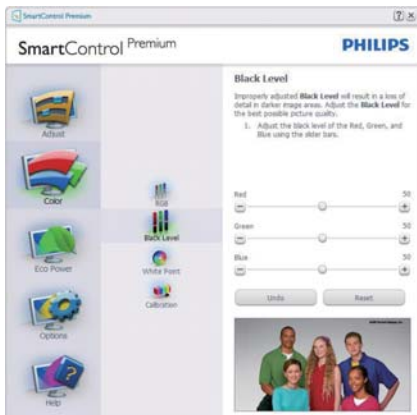 SmartControl Premium
SmartControl Premium
PHILIPS
Adjust
Color
Eco Power
Options
Help
RGB
Black Level
White Point
Calibration
Black Level
Improperly adjusted Black Level will result in a loss of
detail in darker image areas. Adjust the Black Level for
the best possible picture quality.
1. Adjust the black level of the Red, Green, and
Blue using the slider bars.
Red 50
Green 50
Blue 50
Undo Reset